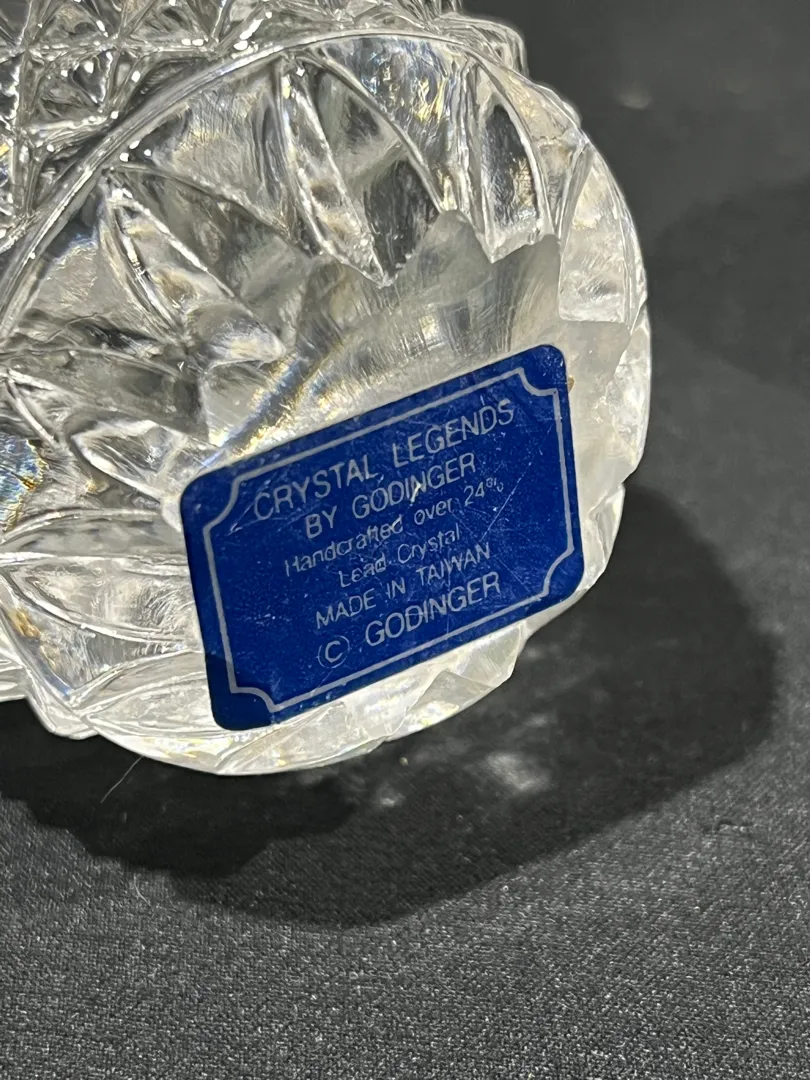 CRYSTAL LEGENDS
BY GODINGER
Handcrafted over 24%
Lead Crystal
MADE IN TAIWAN
© GODINGER